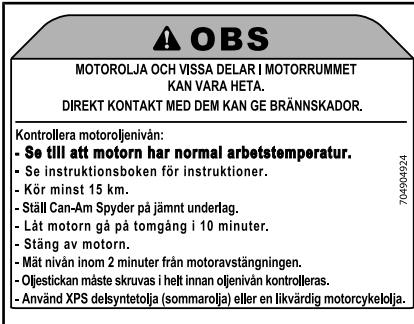 ⚠ OBS
MOTOROLJA OCH VISSA DELAR I MOTORRUMMET
KAN VARA HETA.
DIREKT KONTAKT MED DEM KAN GE BRÄNNSKADOR.
Kontrollera motoroljenivån:
- Se till att motorn har normal arbetstemperatur.
- Se instruktionsboken för instruktioner.
- Kör minst 15 km.
- Ställ Can-Am Spyder på jämnt underlag.
- Låt motorn gå på tomgång i 10 minuter.
- Stäng av motorn.
- Mät nivån inom 2 minuter från motoravstängningen.
- Oljestickan måste skruvas i helt innan oljenivån kontrolleras.
- Använd XPS delsyntetolja (sommarolja) eller en likvärdig motorcykelolja.
704904924